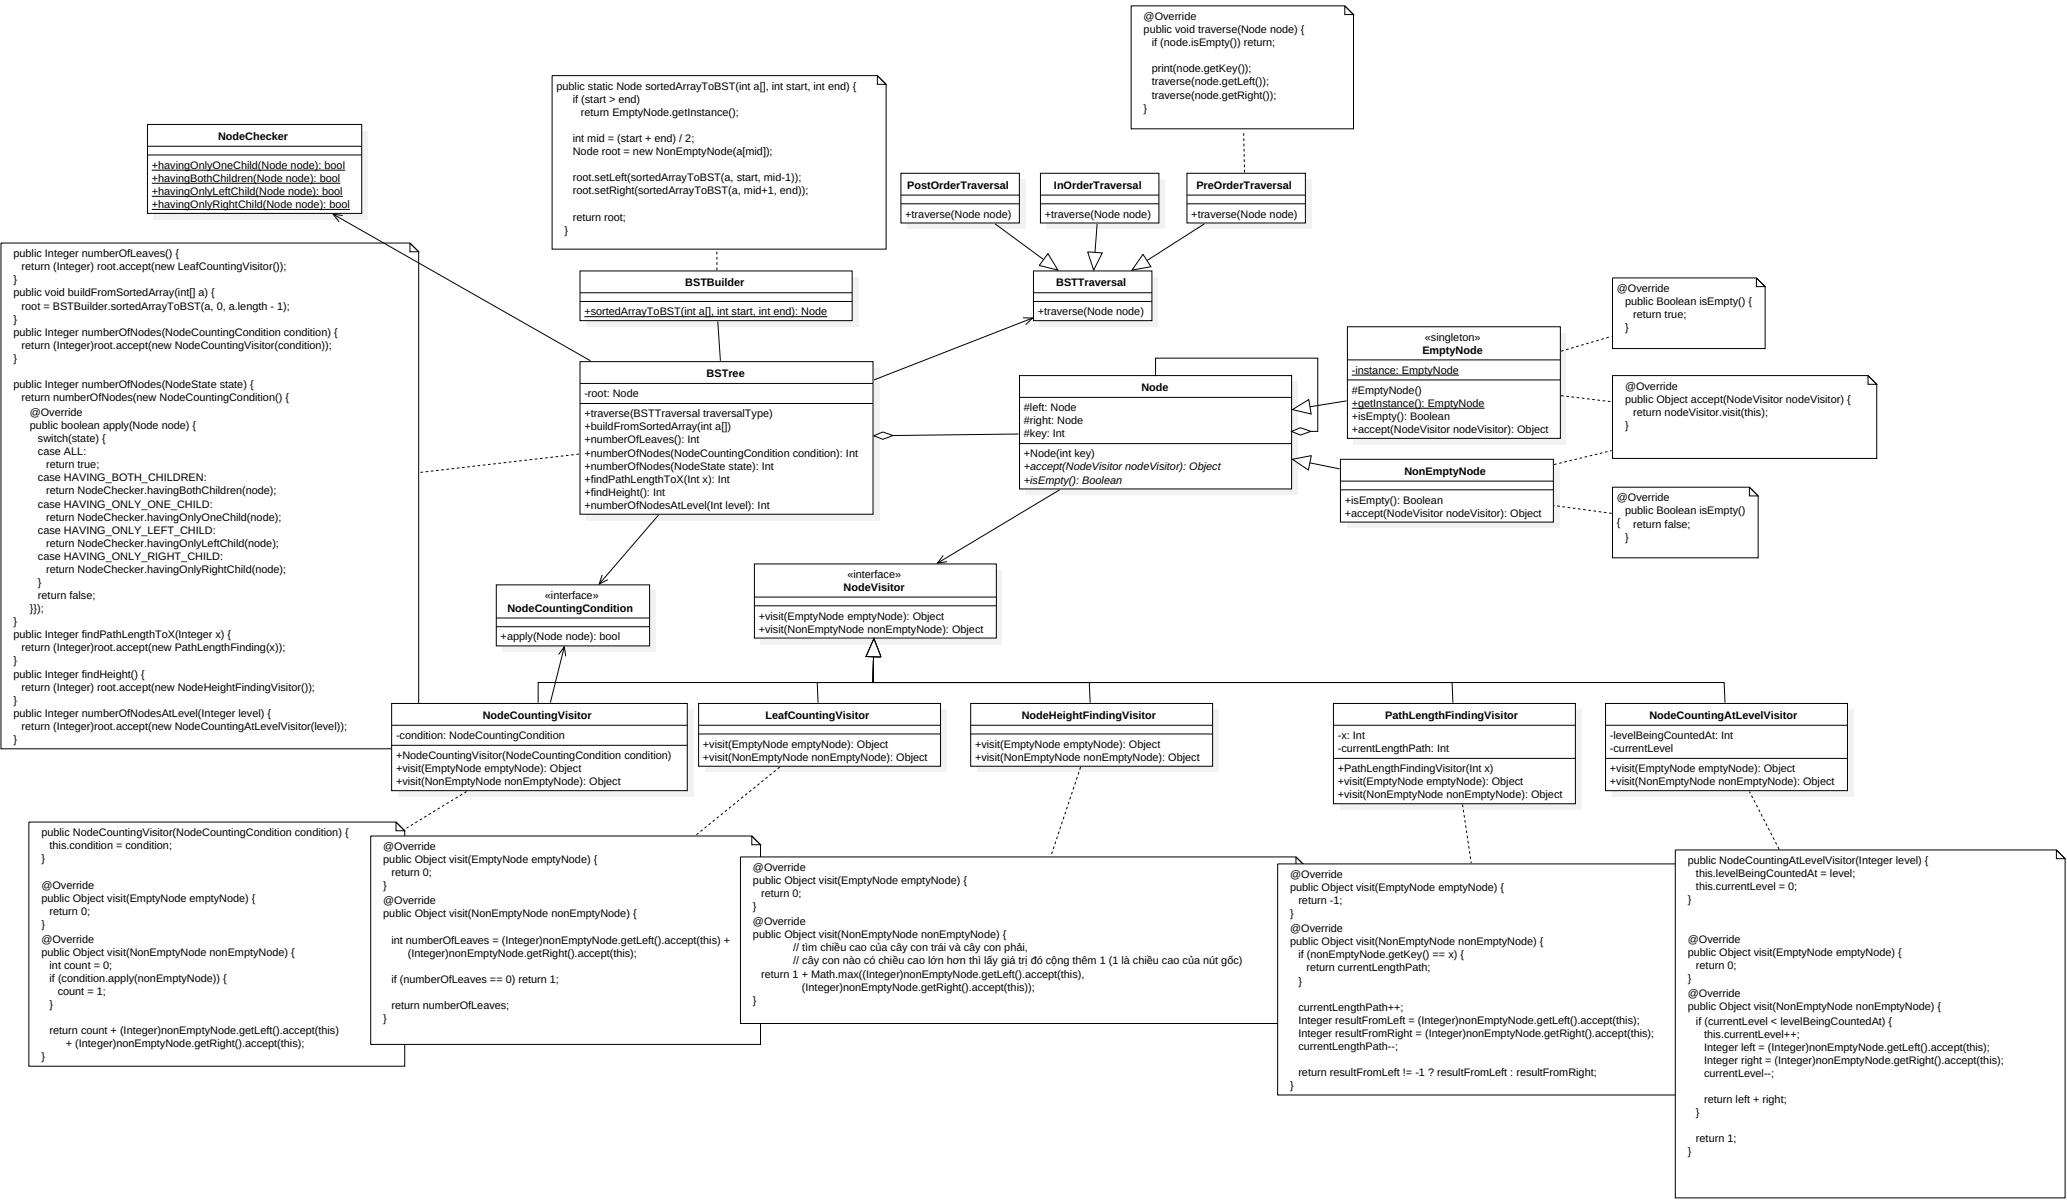 @Override
public void traverse(Node node) {
if (node.isEmpty()) return;
print(node.getKey());
traverse(node.getLeft());
traverse(node.getRight());
}
public static Node sortedArrayToBST(int a[], int start, int end) {
if (start > end)
return EmptyNode.getInstance();
int mid = (start + end) / 2;
Node root = new NonEmptyNode(a[mid]);
root.setLeft(sortedArrayToBST(a, start, mid-1));
root.setRight(sortedArrayToBST(a, mid+1, end));
return root;
}
NodeChecker
+havingOnlyOneChild(Node node): bool
+havingBothChildren(Node node): bool
+havingOnlyLeftChild(Node node): bool
+havingOnlyRightChild(Node node): bool
PostOrderTraversal
+traverse(Node node)
InOrderTraversal
+traverse(Node node)
PreOrderTraversal
+traverse(Node node)
public Integer numberOfLeaves() {
return (Integer) root.accept(new LeafCountingVisitor());
}
public void buildFromSortedArray(int[] a) {
root = BSTBuilder.sortedArrayToBST(a, 0, a.length - 1);
}
public Integer numberOfNodes(NodeCountingCondition condition) {
return (Integer)root.accept(new NodeCountingVisitor(condition));
}
public Integer numberOfNodes(NodeState state) {
return numberOfNodes(new NodeCountingCondition() {
@Override
public boolean apply(Node node) {
switch(state) {
case ALL:
return true;
case HAVING_BOTH_CHILDREN:
return NodeChecker.havingBothChildren(node);
case HAVING_ONLY_ONE_CHILD:
return NodeChecker.havingOnlyOneChild(node);
case HAVING_ONLY_LEFT_CHILD:
return NodeChecker.havingOnlyLeftChild(node);
case HAVING_ONLY_RIGHT_CHILD:
return NodeChecker.havingOnlyRightChild(node);
}
return false;
}});
}
public Integer findPathLengthToX(Integer x) {
return (Integer)root.accept(new PathLengthFinding(x));
}
public Integer findHeight() {
return (Integer) root.accept(new NodeHeightFindingVisitor());
}
public Integer numberOfNodesAtLevel(Integer level) {
return (Integer)root.accept(new NodeCountingAtLevelVisitor(level));
}
BSTBuilder
+sortedArrayToBST(int a[], int start, int end): Node
BSTTraversal
+traverse(Node node)
BSTree
-root: Node
+traverse(BSTTraversal traversalType)
+buildFromSortedArray(int a[])
+numberOfLeaves(): Int
+numberOfNodes(NodeCountingCondition condition): Int
+numberOfNodes(NodeState state): Int
+findPathLengthToX(Int x): Int
+findHeight(): Int
+numberOfNodesAtLevel(Int level): Int
Node
#left: Node
#right: Node
#key: Int
+Node(int key)
+accept(NodeVisitor nodeVisitor): Object
+isEmpty(): Boolean
«singleton»
EmptyNode
-instance: EmptyNode
#EmptyNode()
+getInstance(): EmptyNode
+isEmpty(): Boolean
+accept(NodeVisitor nodeVisitor): Object
NonEmptyNode
+isEmpty(): Boolean
+accept(NodeVisitor nodeVisitor): Object
@Override
public Boolean isEmpty() {
return true;
}
@Override
public Object accept(NodeVisitor nodeVisitor) {
return nodeVisitor.visit(this);
}
@Override
public Boolean isEmpty()
{ return false;
}
«interface»
NodeCountingCondition
+apply(Node node): bool
«interface»
NodeVisitor
+visit(EmptyNode emptyNode): Object
+visit(NonEmptyNode nonEmptyNode): Object
NodeCountingVisitor
-condition: NodeCountingCondition
+NodeCountingVisitor(NodeCountingCondition condition)
+visit(EmptyNode emptyNode): Object
+visit(NonEmptyNode nonEmptyNode): Object
LeafCountingVisitor
+visit(EmptyNode emptyNode): Object
+visit(NonEmptyNode nonEmptyNode): Object
NodeHeightFindingVisitor
+visit(EmptyNode emptyNode): Object
+visit(NonEmptyNode nonEmptyNode): Object
PathLengthFindingVisitor
-x: Int
-currentLengthPath: Int
+PathLengthFindingVisitor(Int x)
+visit(EmptyNode emptyNode): Object
+visit(NonEmptyNode nonEmptyNode): Object
NodeCountingAtLevelVisitor
-levelBeingCountedAt: Int
-currentLevel
+visit(EmptyNode emptyNode): Object
+visit(NonEmptyNode nonEmptyNode): Object
public NodeCountingVisitor(NodeCountingCondition condition) {
this.condition = condition;
}
@Override
public Object visit(EmptyNode emptyNode) {
return 0;
}
@Override
public Object visit(NonEmptyNode nonEmptyNode) {
int count = 0;
if (condition.apply(nonEmptyNode)) {
count = 1;
}
return count + (Integer)nonEmptyNode.getLeft().accept(this)
+ (Integer)nonEmptyNode.getRight().accept(this);
}
@Override
public Object visit(EmptyNode emptyNode) {
return 0;
}
@Override
public Object visit(NonEmptyNode nonEmptyNode) {
int numberOfLeaves = (Integer)nonEmptyNode.getLeft().accept(this) +
(Integer)nonEmptyNode.getRight().accept(this);
if (numberOfLeaves == 0) return 1;
return numberOfLeaves;
}
@Override
public Object visit(EmptyNode emptyNode) {
return 0;
}
@Override
public Object visit(NonEmptyNode nonEmptyNode) {
// tìm chiều cao của cây con trái và cây con phải,
// cây con nào có chiều cao lớn hơn thì lấy giá trị đó cộng thêm 1 (1 là chiều cao của nút gốc)
return 1 + Math.max((Integer)nonEmptyNode.getLeft().accept(this),
(Integer)nonEmptyNode.getRight().accept(this));
}
@Override
public Object visit(EmptyNode emptyNode) {
return -1;
}
@Override
public Object visit(NonEmptyNode nonEmptyNode) {
if (nonEmptyNode.getKey() == x) {
return currentLengthPath;
}
currentLengthPath++;
Integer resultFromLeft = (Integer)nonEmptyNode.getLeft().accept(this);
Integer resultFromRight = (Integer)nonEmptyNode.getRight().accept(this);
currentLengthPath--;
return resultFromLeft != -1 ? resultFromLeft : resultFromRight;
}
public NodeCountingAtLevelVisitor(Integer level) {
this.levelBeingCountedAt = level;
this.currentLevel = 0;
}
@Override
public Object visit(EmptyNode emptyNode) {
return 0;
}
@Override
public Object visit(NonEmptyNode nonEmptyNode) {
if (currentLevel < levelBeingCountedAt) {
this.currentLevel++;
Integer left = (Integer)nonEmptyNode.getLeft().accept(this);
Integer right = (Integer)nonEmptyNode.getRight().accept(this);
currentLevel--;
return left + right;
}
return 1;
}